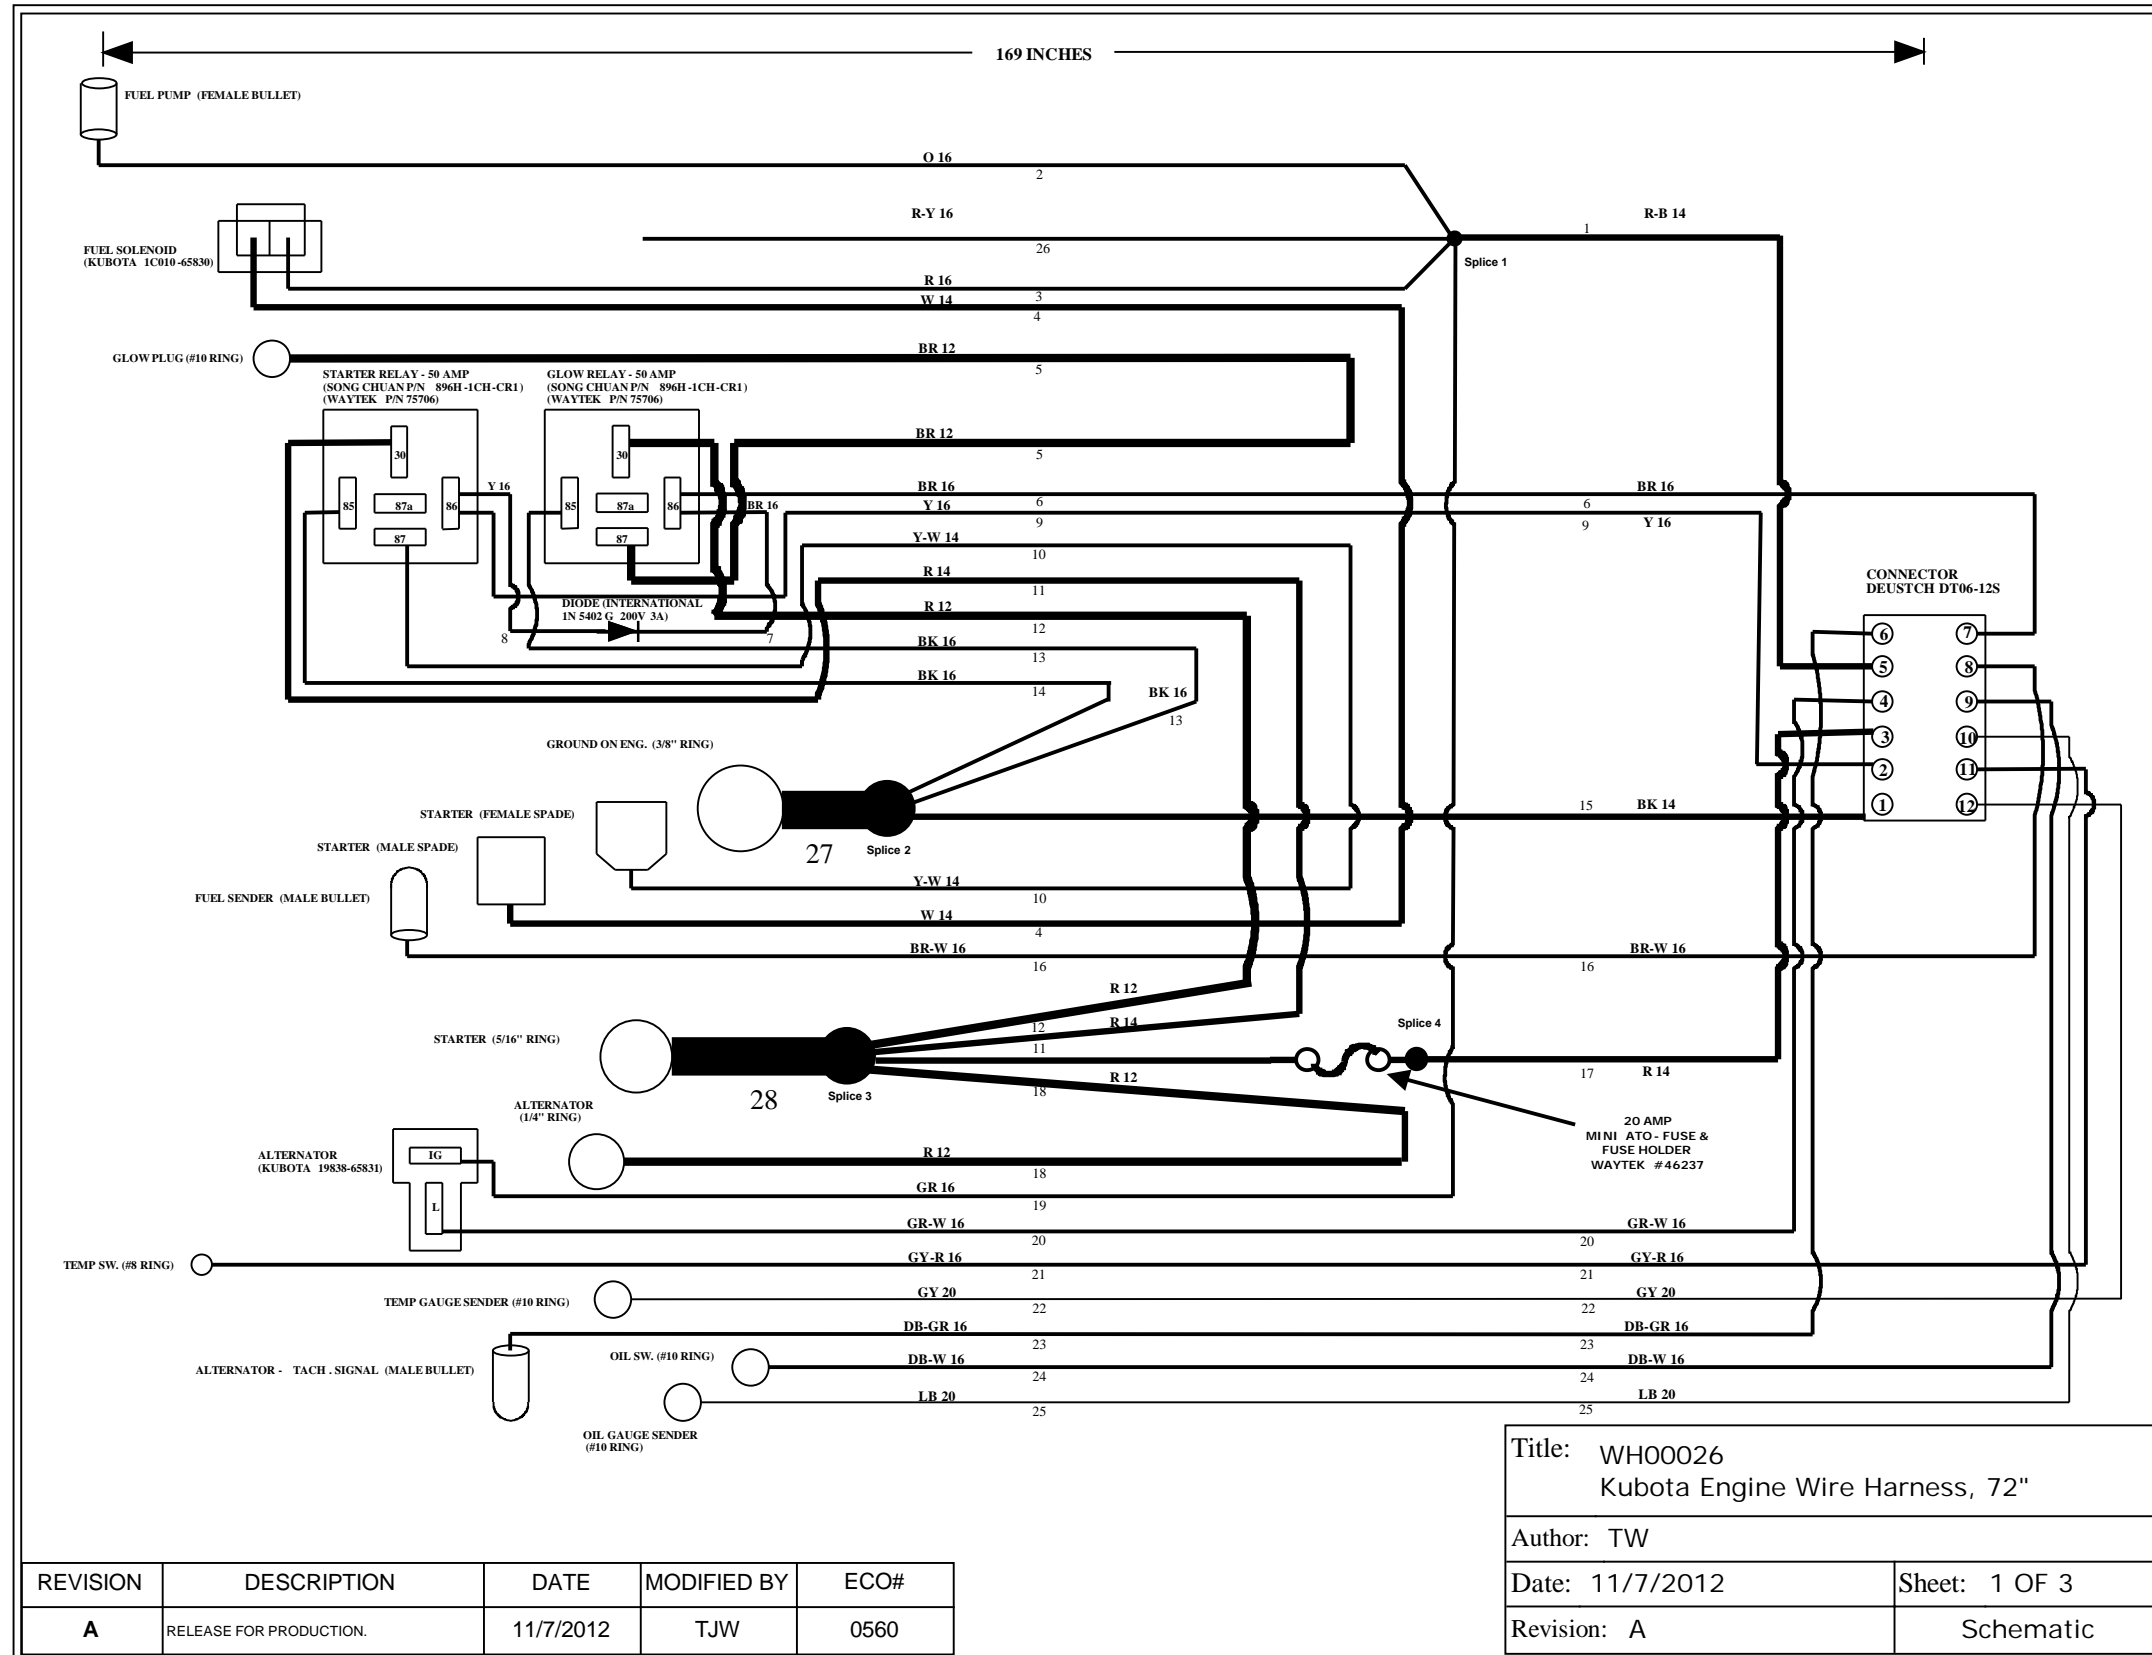 169 INCHES
FUEL PUMP (FEMALE BULLET)
O 16
2
R-Y 16
26
R-B 14
1
Splice 1
FUEL SOLENOID
(KUBOTA 1C010-65830)
R 16
3
W 14
4
GLOW PLUG (#10 RING)
BR 12
5
STARTER RELAY - 50 AMP
(SONG CHUAN P/N 896H-1CH-CR1)
(WAYTEK P/N 75706)
GLOW RELAY - 50 AMP
(SONG CHUAN P/N 896H-1CH-CR1)
(WAYTEK P/N 75706)
30
85
87a
86
87
30
85
87a
86
87
Y 16
BR 16
BR 12
5
BR 16
6
Y 16
9
BR 16
6
9
Y 16
Y-W 14
10
R 14
11
R 12
12
DIODE (INTERNATIONAL
1N 5402 G 200V 3A)
8
7
BK 16
13
BK 16
14
BK 16
13
CONNECTOR
DEUSTCH DT06-12S
6
7
5
8
4
9
3
10
2
11
1
12
GROUND ON ENG. (3/8" RING)
27
Splice 2
15
BK 14
STARTER (FEMALE SPADE)
STARTER (MALE SPADE)
FUEL SENDER (MALE BULLET)
Y-W 14
10
W 14
4
BR-W 16
16
BR-W 16
16
R 12
12
R 14
11
STARTER (5/16" RING)
28
Splice 3
R 12
18
Splice 4
17
R 14
20 AMP
MINI ATO-FUSE &
FUSE HOLDER
WAYTEK #46237
ALTERNATOR
(1/4" RING)
ALTERNATOR
(KUBOTA 19838-65831)
IG
L
R 12
18
GR 16
19
GR-W 16
20
GR-W 16
20
TEMP SW. (#8 RING)
GY-R 16
21
GY-R 16
21
TEMP GAUGE SENDER (#10 RING)
GY 20
22
GY 20
22
DB-GR 16
23
DB-GR 16
23
ALTERNATOR - TACH. SIGNAL (MALE BULLET)
OIL SW. (#10 RING)
DB-W 16
24
DB-W 16
24
LB 20
25
LB 20
25
OIL GAUGE SENDER
(#10 RING)
Title: WH00026
Kubota Engine Wire Harness, 72"
Author: TW
Date: 11/7/2012 Sheet: 1 OF 3
Revision: A Schematic
REVISION DESCRIPTION DATE MODIFIED BY ECO#
A RELEASE FOR PRODUCTION. 11/7/2012 TJW 0560